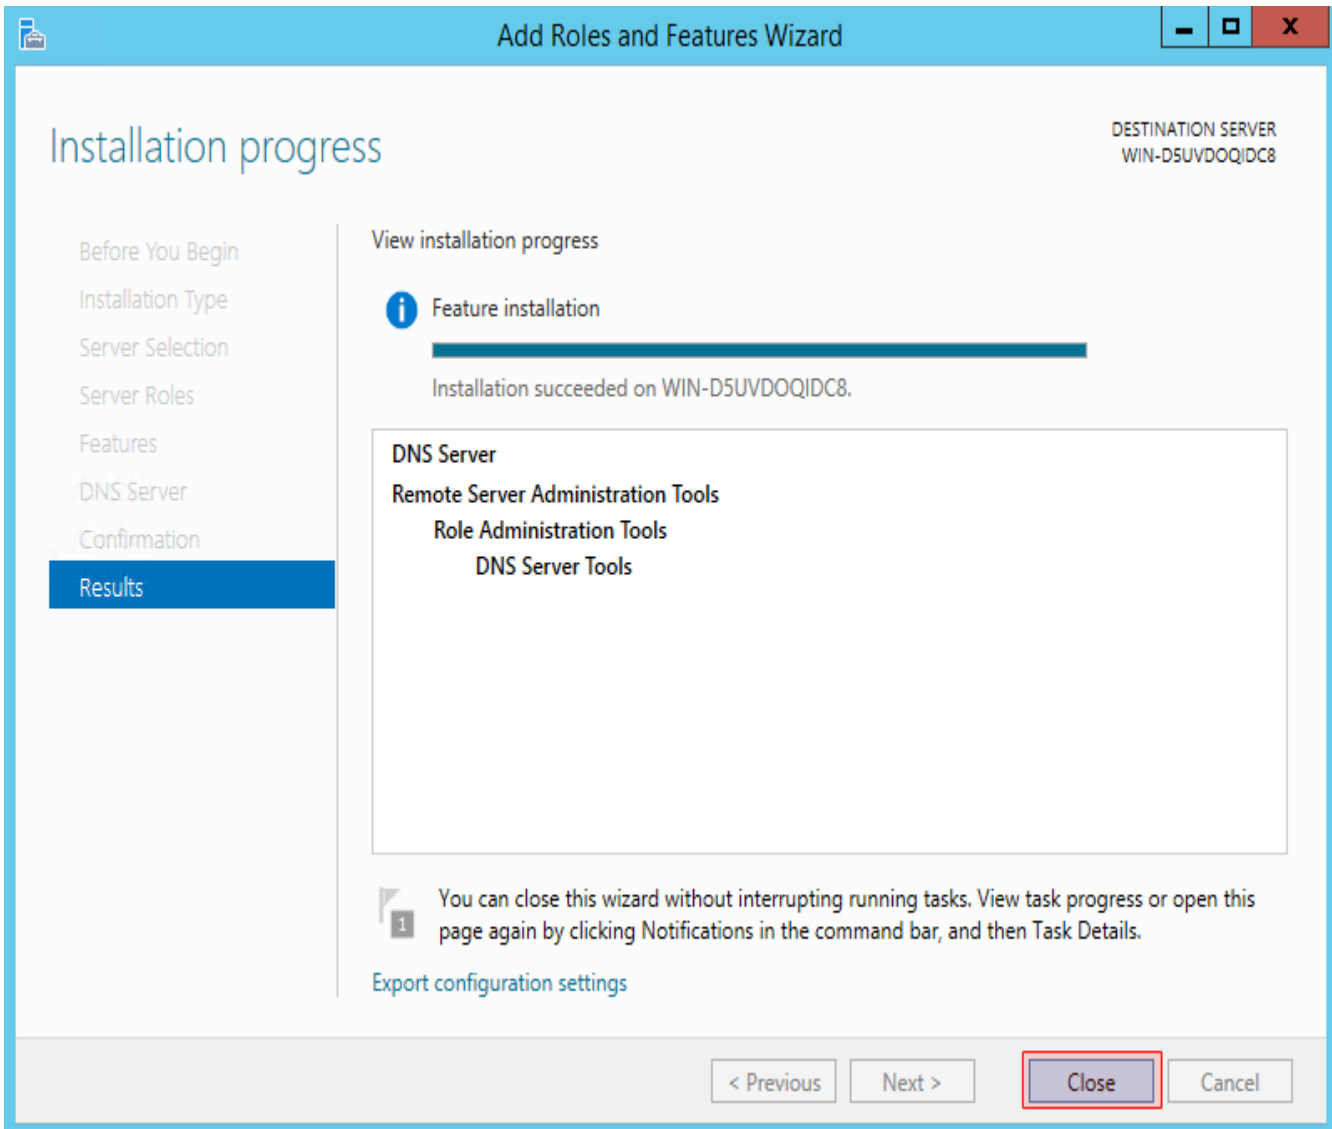 Add Roles and Features Wizard
X
Installation progress
DESTINATION SERVER
WIN-D5UVDOQIDC8
Before You Begin
Installation Type
Server Selection
Server Roles
Features
DNS Server
Confirmation
Results
View installation progress
Feature installation
Installation succeeded on WIN-D5UVDOQIDC8.
DNS Server
Remote Server Administration Tools
Role Administration Tools
DNS Server Tools
1
You can close this wizard without interrupting running tasks. View task progress or open this
page again by clicking Notifications in the command bar, and then Task Details.
Export configuration settings
< Previous
Next >
Close
Cancel